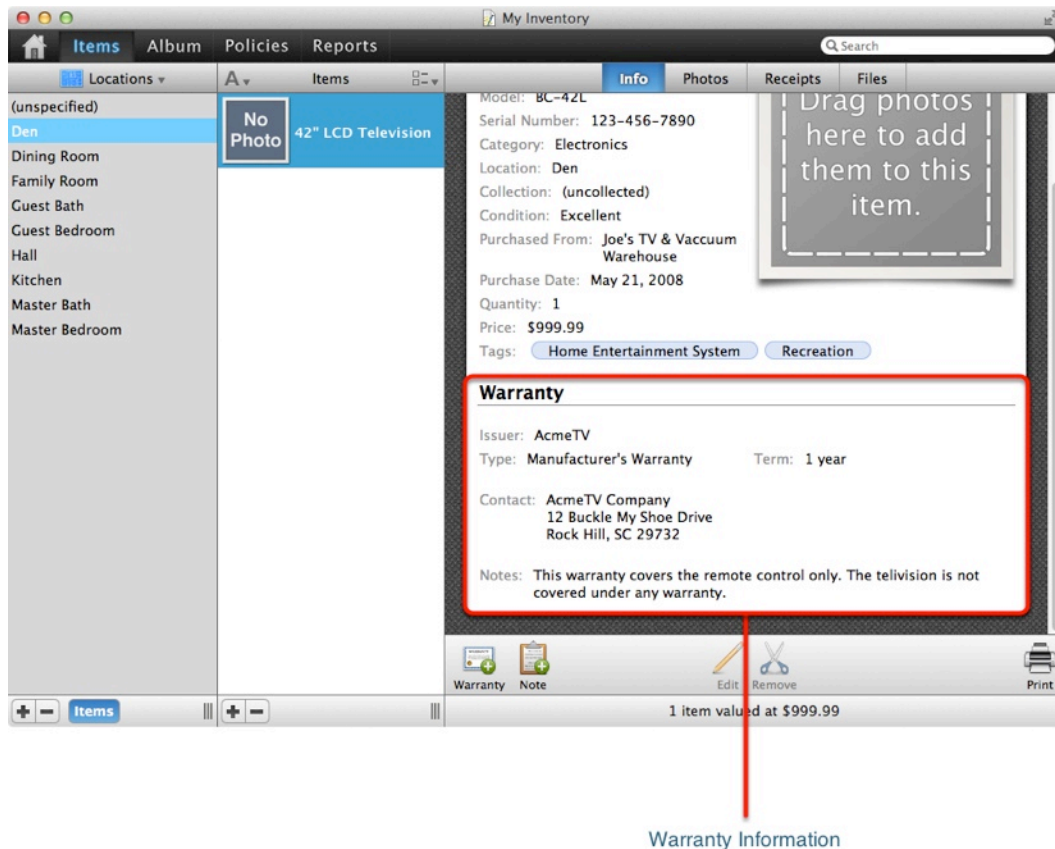 My Inventory
Items Album Policies Reports
Search
Locations
(unspecified)
Den
Dining Room
Family Room
Guest Bath
Guest Bedroom
Hall
Kitchen
Master Bath
Master Bedroom
A Items
No
Photo
42" LCD Television
Info Photos Receipts Files
Model: BC-42L
Serial Number: 123-456-7890
Category: Electronics
Location: Den
Collection: (uncollected)
Condition: Excellent
Purchased From: Joe's TV & Vaccuum
Warehouse
Purchase Date: May 21, 2008
Quantity: 1
Price: $999.99
Tags: Home Entertainment System Recreation
Drag photos
here to add
them to this
item.
Warranty
Issuer: AcmeTV
Type: Manufacturer's Warranty Term: 1 year
Contact: AcmeTV Company
12 Buckle My Shoe Drive
Rock Hill, SC 29732
Notes: This warranty covers the remote control only. The telivision is not
covered under any warranty.
Warranty Note Edit Remove Print
Items
1 item valued at $999.99
Warranty Information